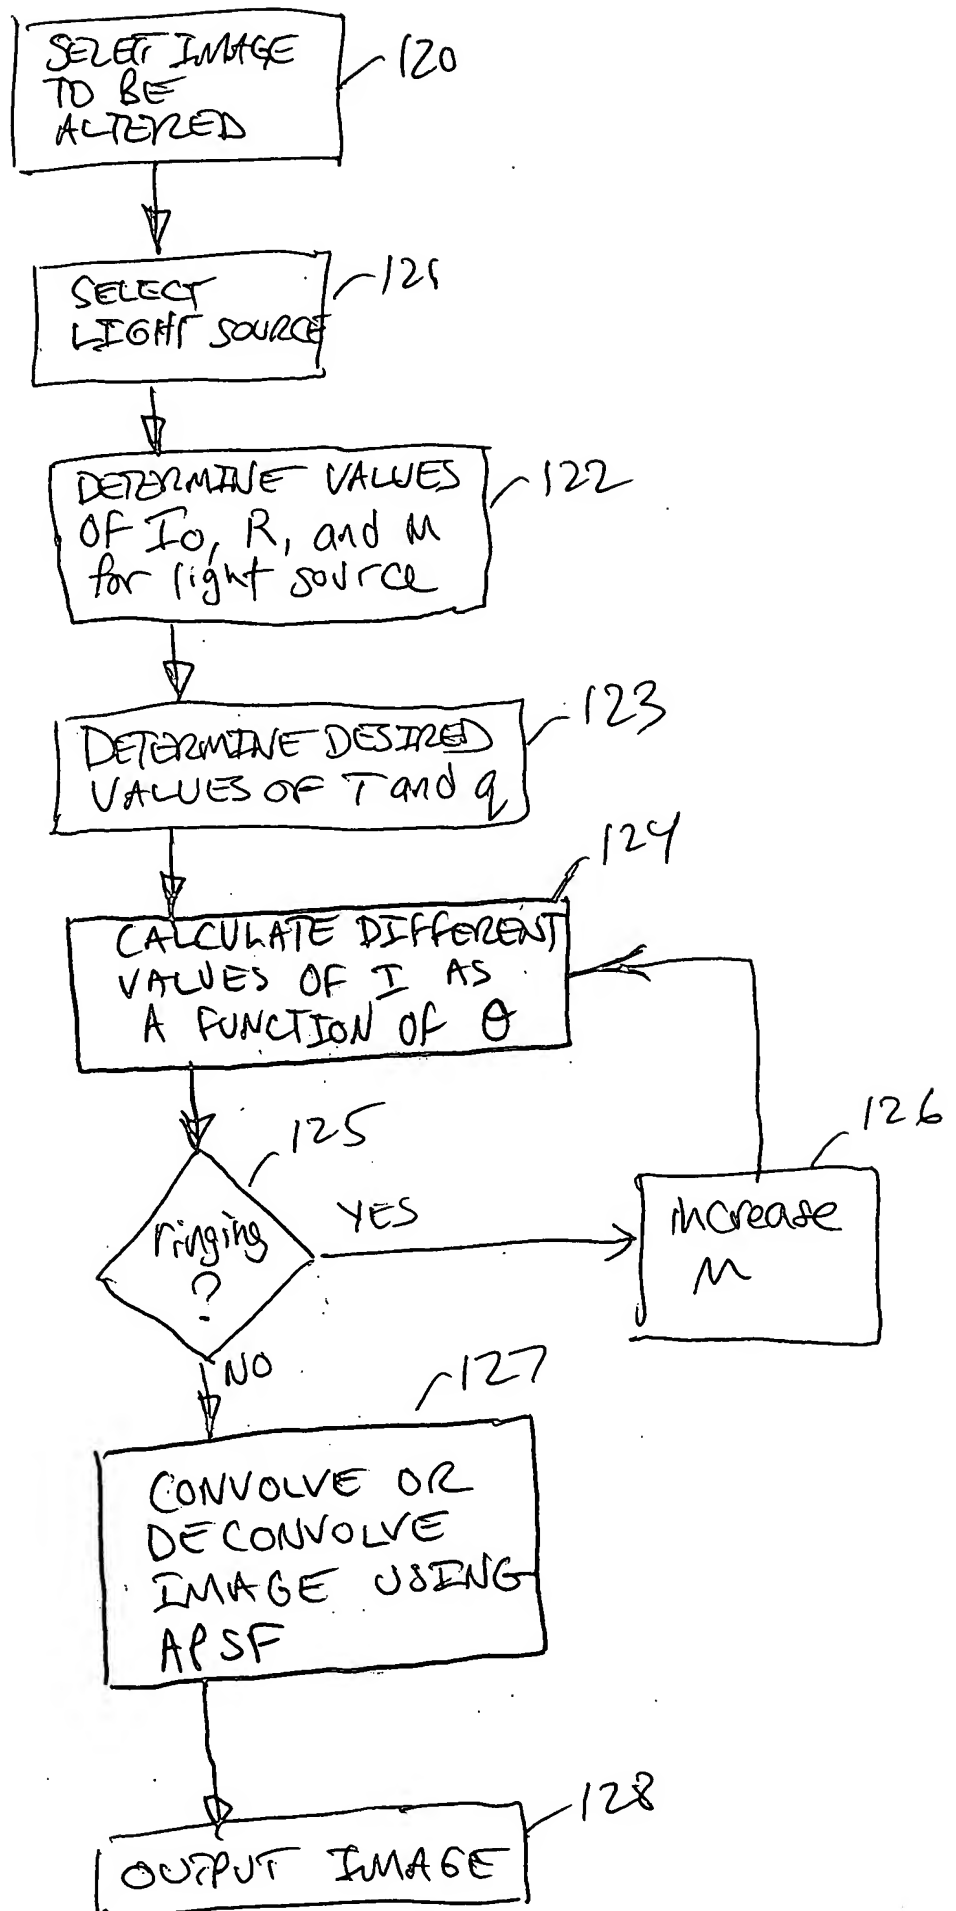 SELECT IMAGE
TO BE
ALTERED
120
SELECT
LIGHT SOURCE
121
DETERMINE VALUES
OF Io, R, and M
for light source
122
DETERMINE DESIRED
VALUES OF T and q
123
CALCULATE DIFFERENT
VALUES OF I AS
A FUNCTION OF θ
124
ringing
?
125
YES
increase
M
126
NO
CONVOLVE OR
DECONVOLVE
IMAGE USING
APSF
127
OUTPUT IMAGE
128